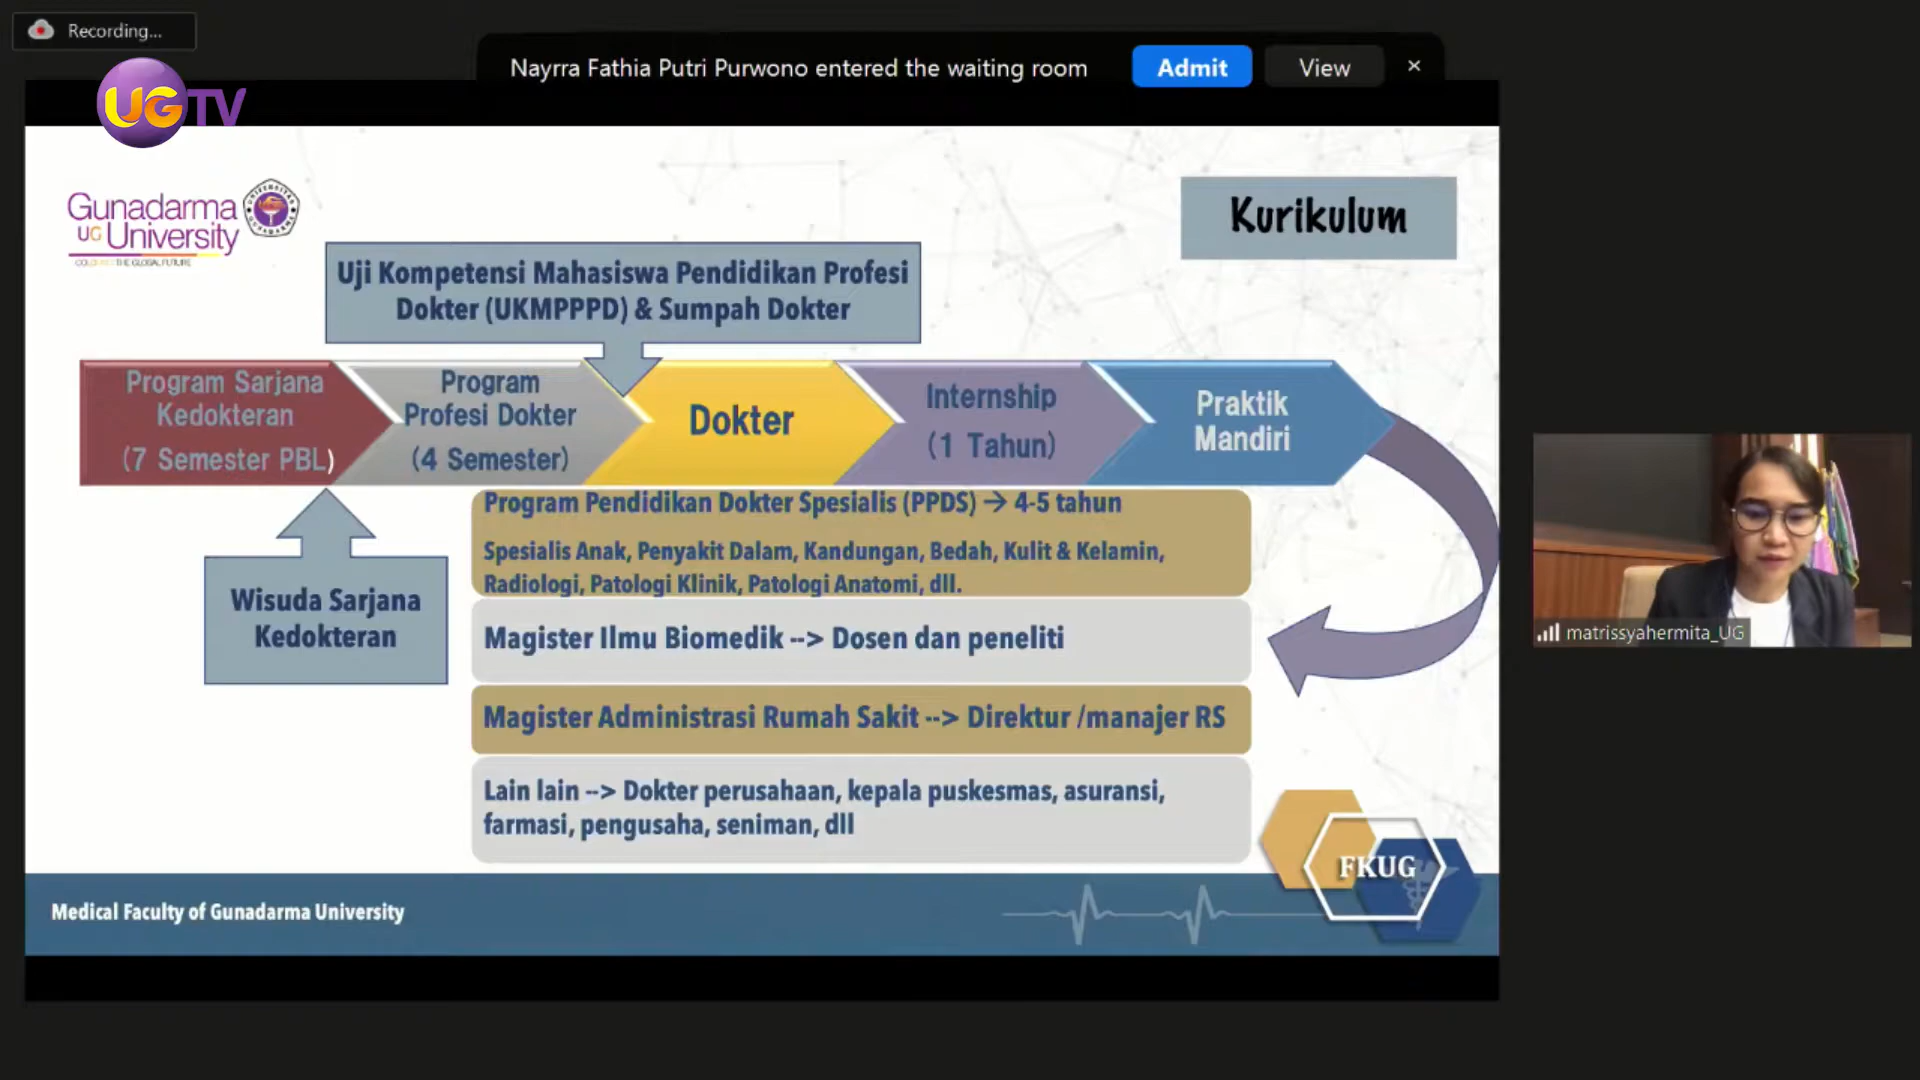 Recording...
Nayrra Fathia Putri Purwono entered the waiting room
Admit
View
UGTV
Gunadarma
UG University
Kurikulum
Uji Kompetensi Mahasiswa Pendidikan Profesi
Dokter (UKMPPPD) & Sumpah Dokter
Program Sarjana
Kedokteran
(7 Semester PBL)
Program
Profesi Dokter
(4 Semester)
Dokter
Internship
(1 Tahun)
Praktik
Mandiri
Wisuda Sarjana
Kedokteran
Program Pendidikan Dokter Spesialis (PPDS) → 4-5 tahun
Spesialis Anak, Penyakit Dalam, Kandungan, Bedah, Kulit & Kelamin,
Radiologi, Patologi Klinik, Patologi Anatomi, dll.
Magister Ilmu Biomedik --> Dosen dan peneliti
Magister Administrasi Rumah Sakit --> Direktur /manajer RS
Lain lain --> Dokter perusahaan, kepala puskesmas, asuransi,
farmasi, pengusaha, seniman, dll
matrissyahermita_UG
FKUG
Medical Faculty of Gunadarma University